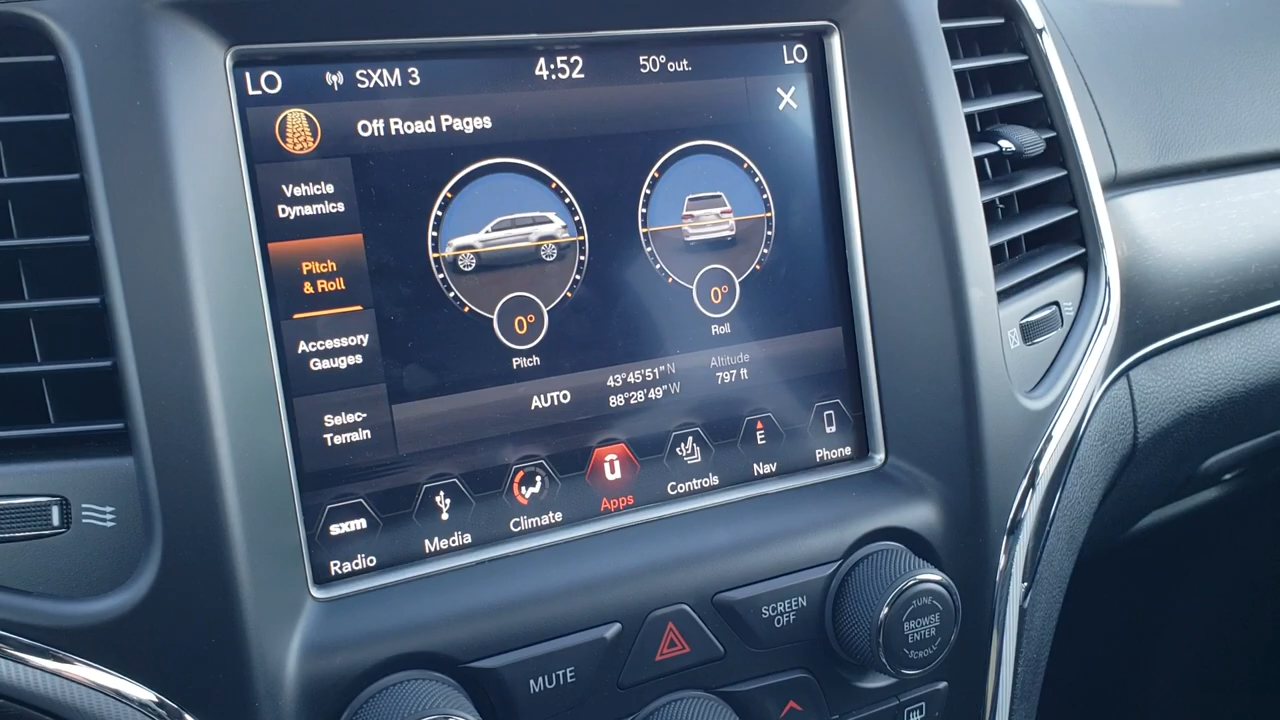 LO SXM 3 4:52 50° out. LO
Off Road Pages
Vehicle
Dynamics
Pitch
& Roll
Accessory
Gauges
Selec-
Terrain
0°
Pitch
0°
Roll
AUTO
43°45'51" N
88°28'49" W
Altitude
797 ft
sxm
Radio
Media
Climate
ū
Apps
Controls
E
Nav
Phone
MUTE
SCREEN
OFF
TUNE
BROWSE
ENTER
SCROLL